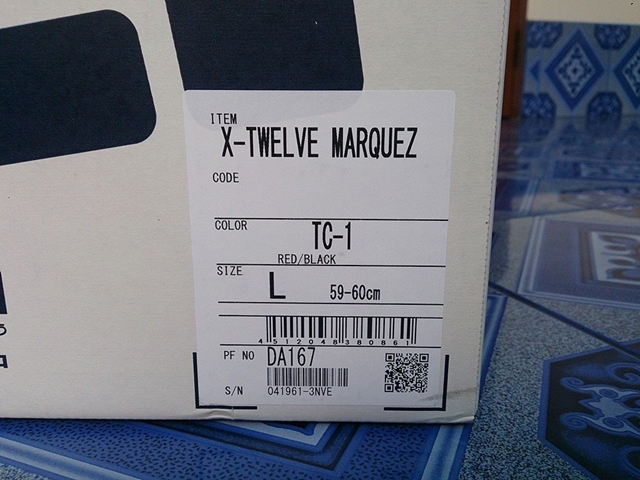 ITEM
X-TWELVE MARQUEZ
CODE
COLOR
TC-1
RED/BLACK
SIZE
L 59-60cm
4512048380861
PF NO DA167
S/N 041961-3NVE